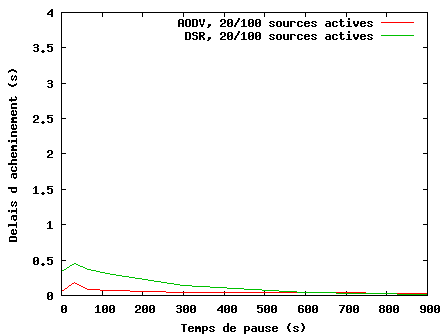 AODV, 20/100 sources actives
DSR, 20/100 sources actives
4
3.5
3
2.5
2
1.5
1
0.5
0
0 100 200 300 400 500 600 700 800 900
Delais d acheminement (s)
Temps de pause (s)